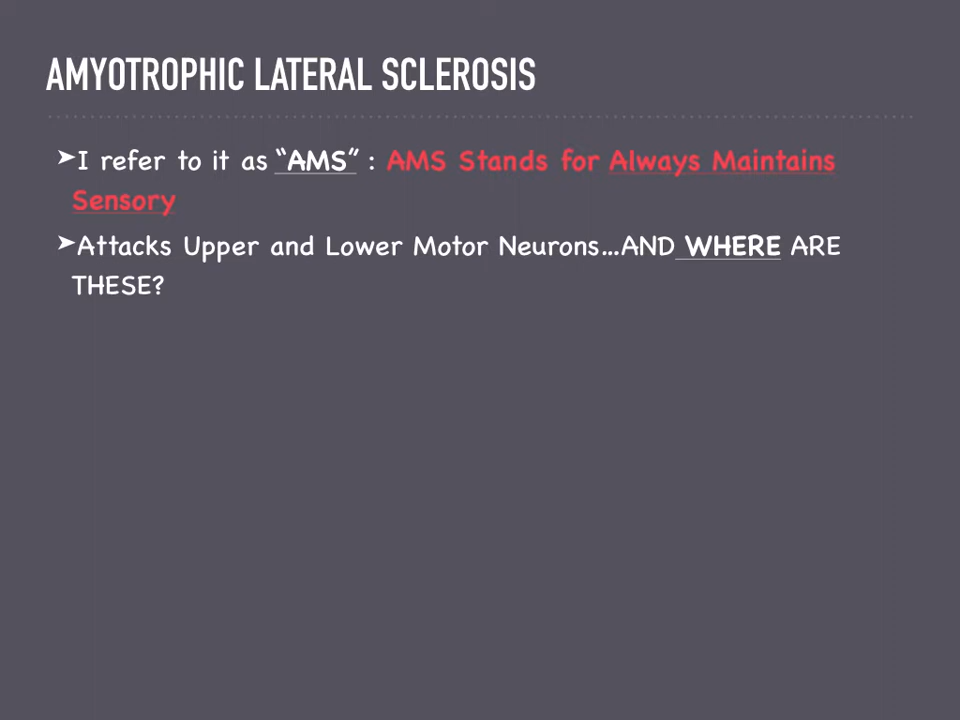 AMYOTROPHIC LATERAL SCLEROSIS
➤I refer to it as “AMS” : AMS Stands for Always Maintains
Sensory
➤Attacks Upper and Lower Motor Neurons...AND WHERE ARE
THESE?